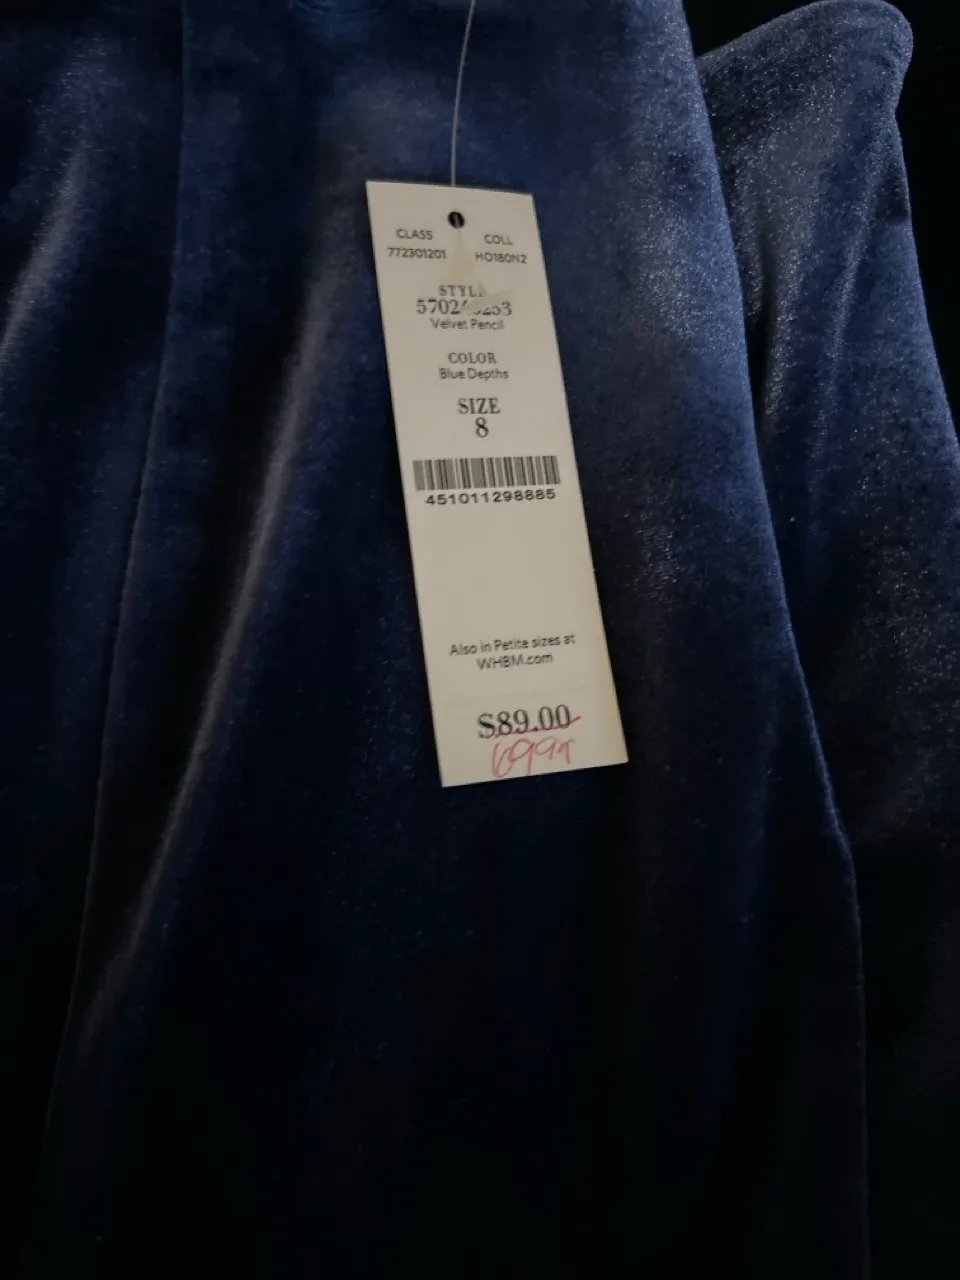 CLASS COLL
772301201 HO180N2
STYLE
Velvet Pencil
COLOR
Blue Depths
SIZE
8
451011298885
Also in Petite sizes at
WHBM.com
$89.00
6999